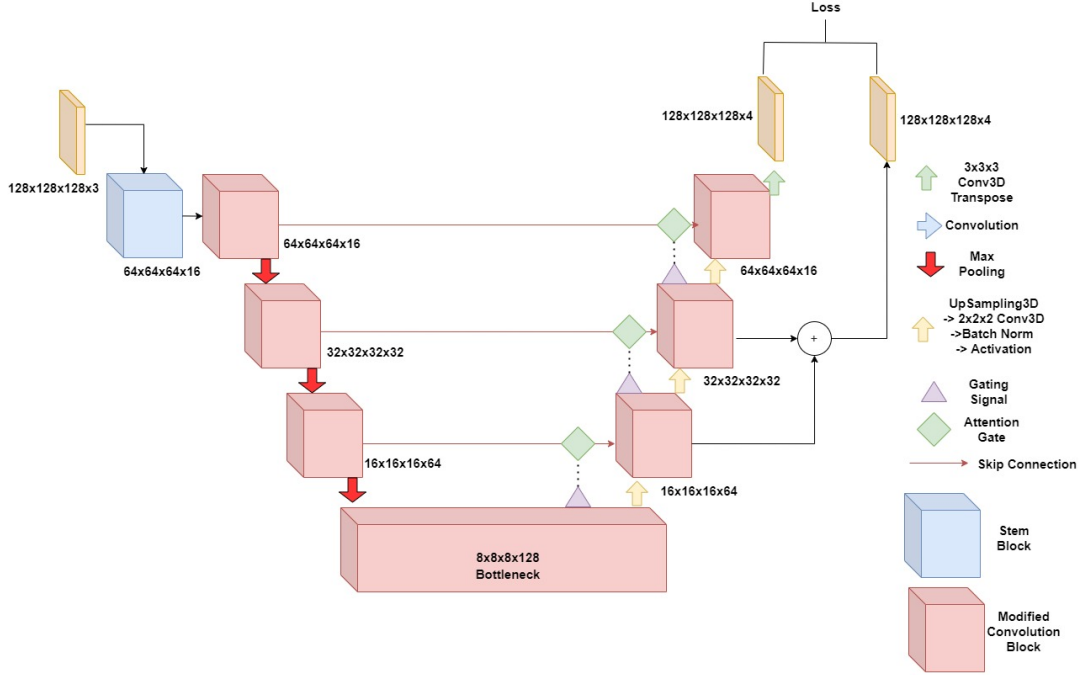 Loss
128x128x128x3
64x64x64x16
64x64x64x16
32x32x32x32
16x16x16x64
8x8x8x128
Bottleneck
16x16x16x64
32x32x32x32
64x64x64x16
128x128x128x4
128x128x128x4
+
3x3x3
Conv3D
Transpose
Convolution
Max
Pooling
UpSampling3D
-> 2x2x2 Conv3D
->Batch Norm
-> Activation
Gating
Signal
Attention
Gate
Skip Connection
Stem
Block
Modified
Convolution
Block